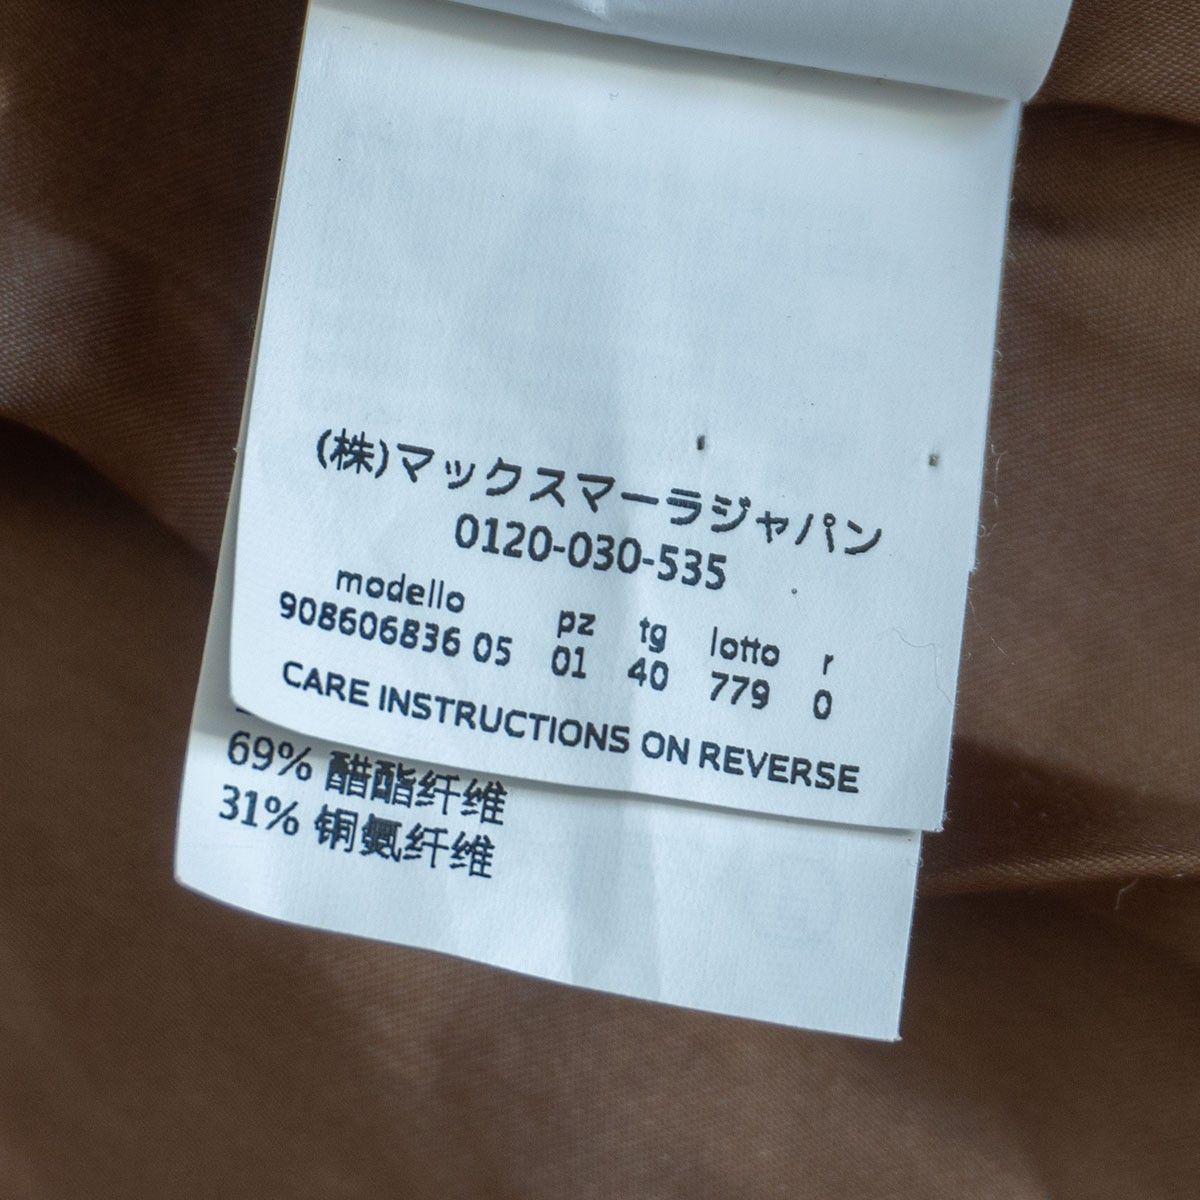 (株)マックスマーラジャパン
0120-030-535
modello pz tg lotto r
908606836 05 01 40 779 0
CARE INSTRUCTIONS ON REVERSE
69% 醋酯纤维
31% 铜氨纤维